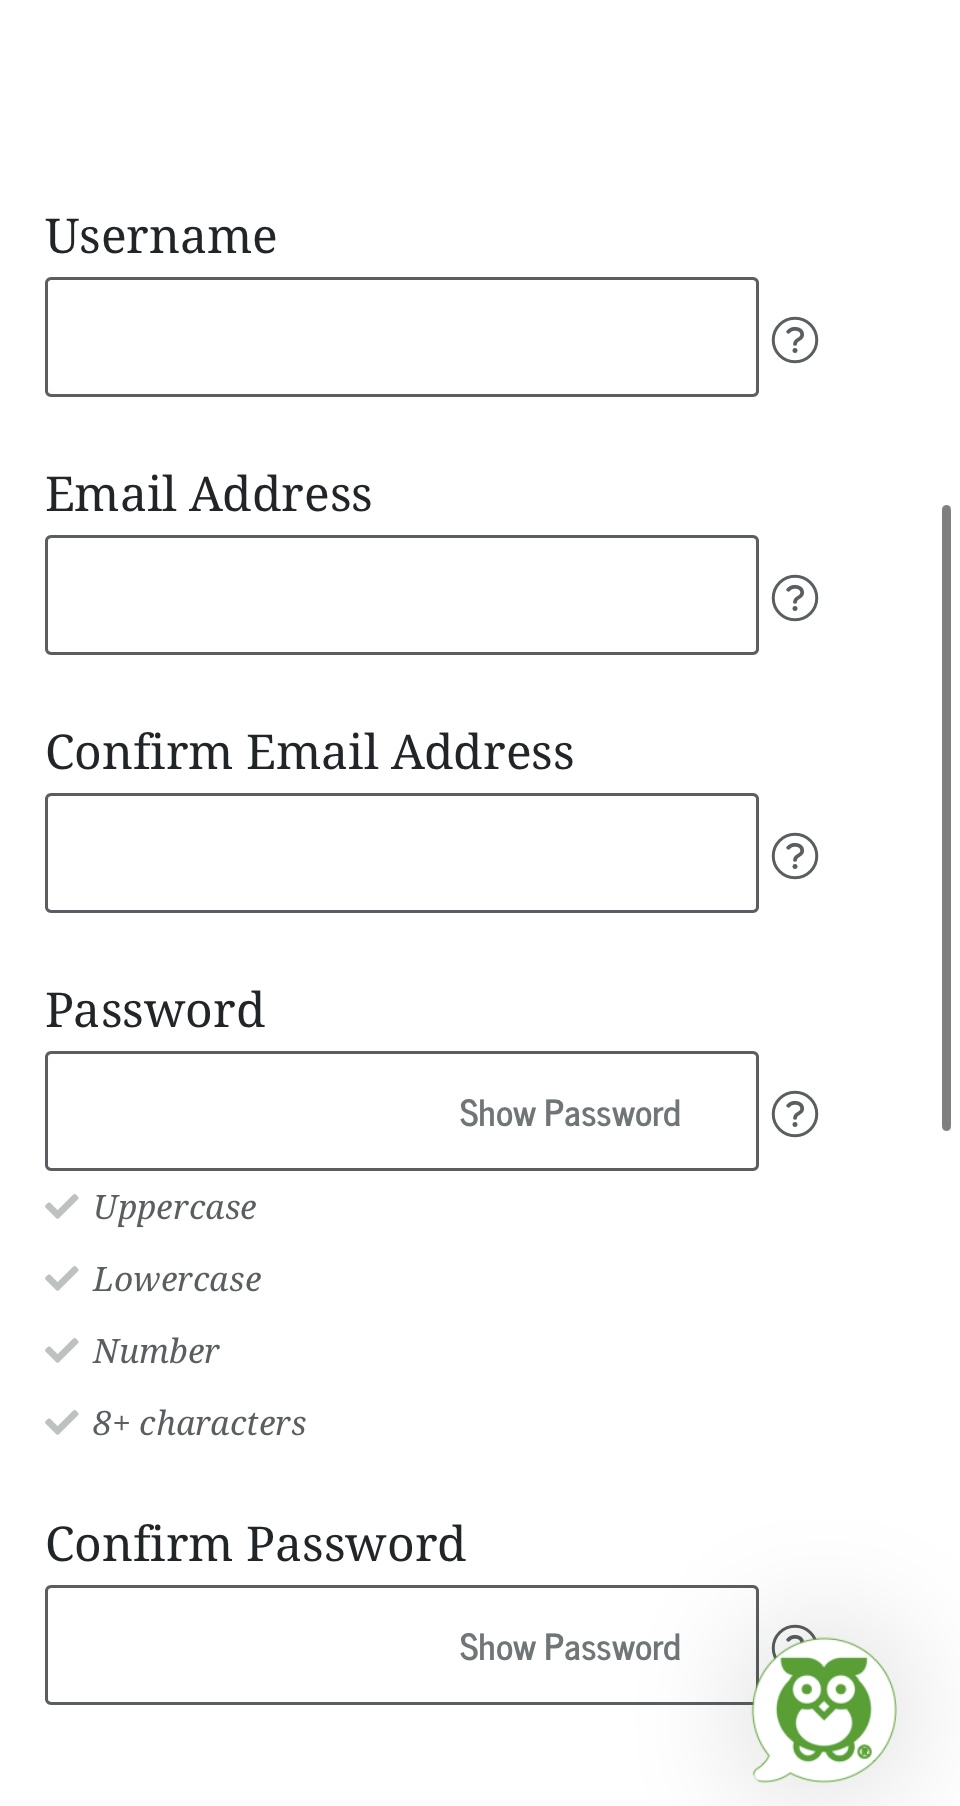 Username
?
Email Address
?
Confirm Email Address
?
Password
Show Password
?
Uppercase
Lowercase
Number
8+ characters
Confirm Password
Show Password
?
®